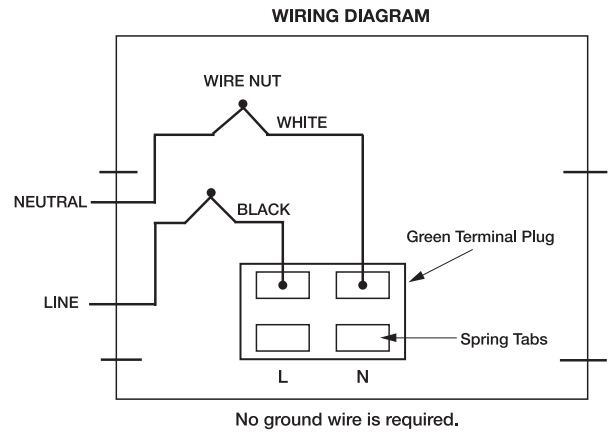 WIRING DIAGRAM
WIRE NUT
WHITE
NEUTRAL
BLACK
Green Terminal Plug
LINE
Spring Tabs
L N
No ground wire is required.